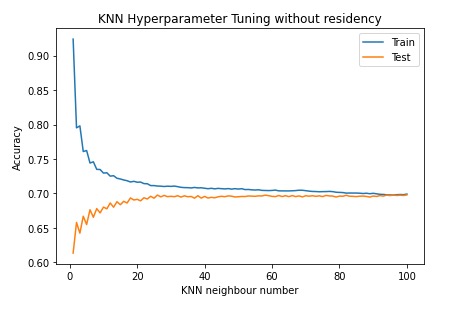 KNN Hyperparameter Tuning without residency
Train
Test
Accuracy
0.90
0.85
0.80
0.75
0.70
0.65
0.60
0 20 40 60 80 100
KNN neighbour number